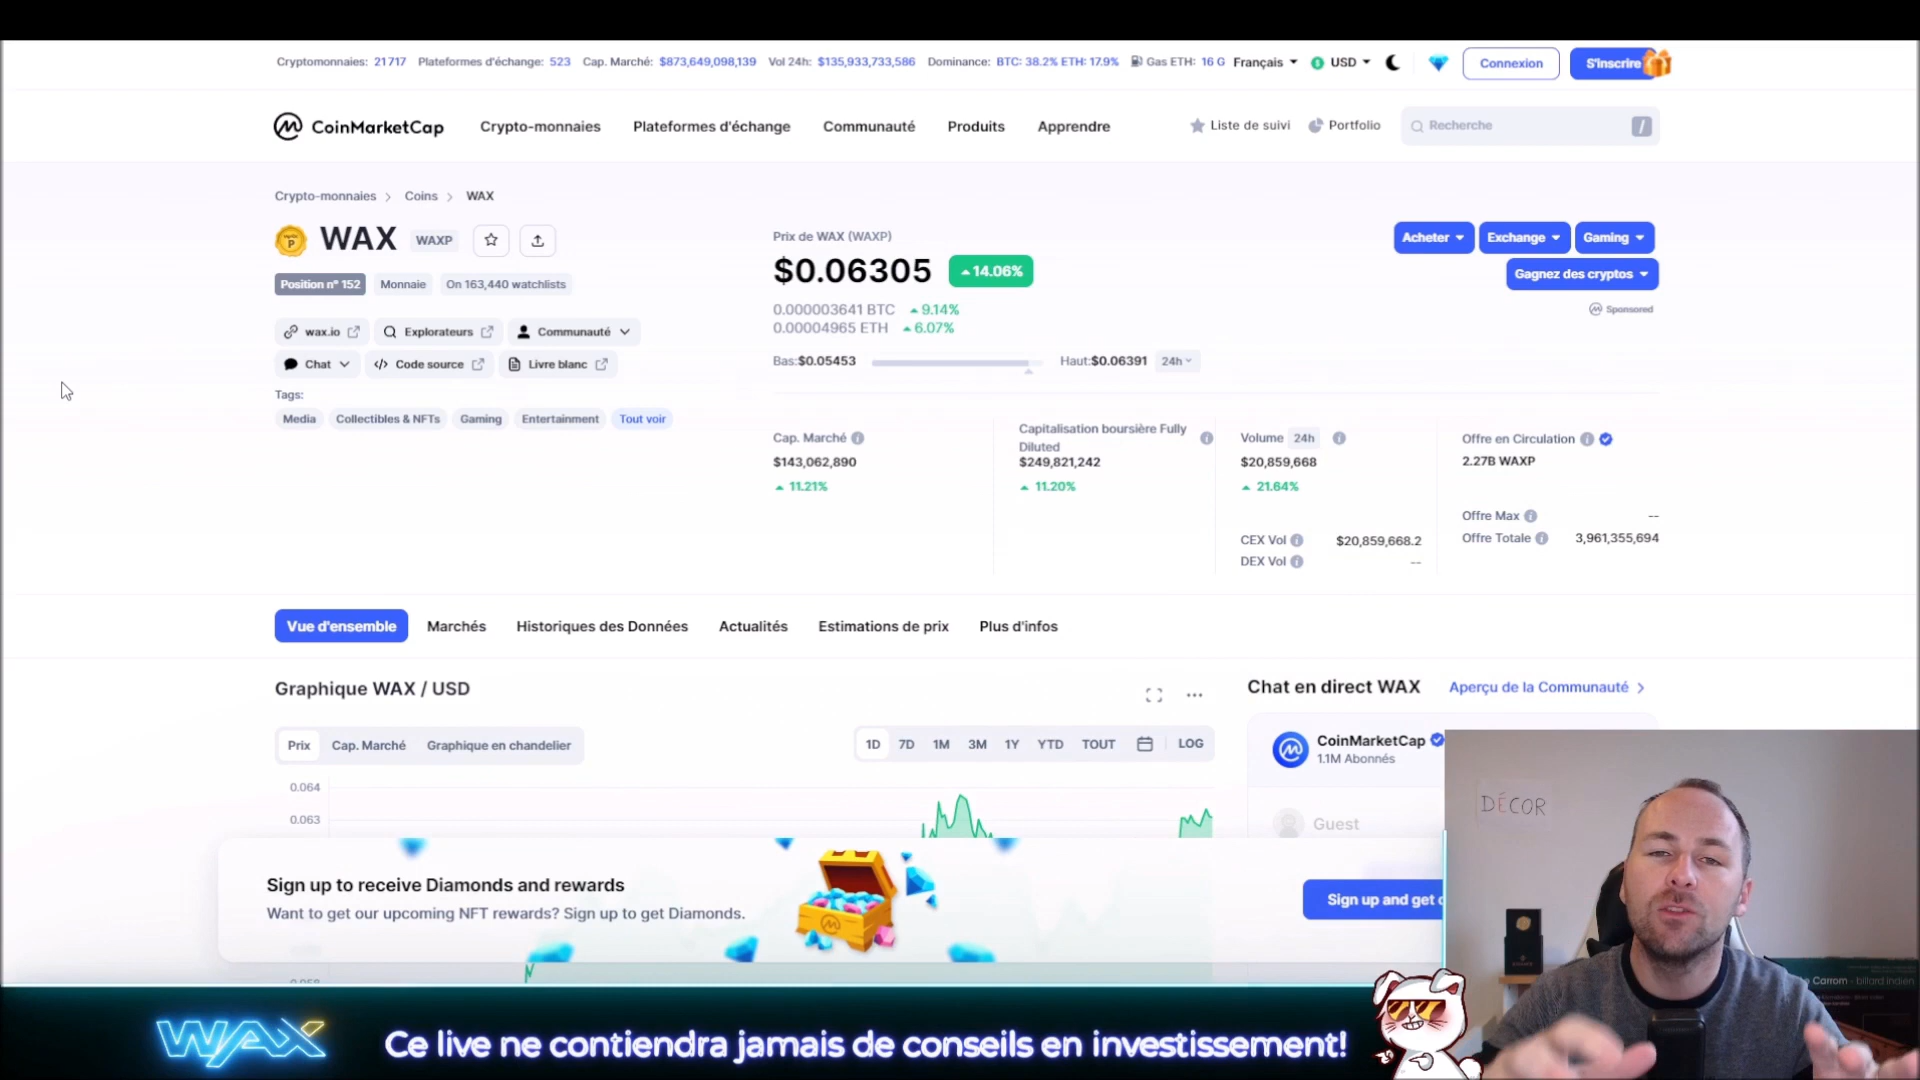 Cryptomonnaies: 21 717 Plateformes d'échange: 523 Cap. Marché: $873,649,098,139 Vol 24h: $135,933,733,586 Dominance: BTC: 38.2% ETH: 17.9% Gas ETH: 16 G Français USD Connexion S'inscrire
CoinMarketCap Crypto-monnaies Plateformes d'échange Communauté Produits Apprendre Liste de suivi Portfolio Recherche /
Crypto-monnaies > Coins > WAX
WAX WAXP
Position n° 152 Monnaie On 163,440 watchlists
wax.io Explorateurs Communauté
Chat Code source Livre blanc
Tags:
Media Collectibles & NFTs Gaming Entertainment Tout voir
Prix de WAX (WAXP)
$0.06305 14.06%
0.000003641 BTC 9.14%
0.00004965 ETH 6.07%
Bas:$0.05453 Haut:$0.06391 24h
Acheter Exchange Gaming
Gagnez des cryptos
Sponsored
Cap. Marché
$143,062,890
11.21%
Capitalisation boursière Fully
Diluted
$249,821,242
11.20%
Volume 24h
$20,859,668
21.64%
CEX Vol $20,859,668.2
DEX Vol --
Offre en Circulation
2.27B WAXP
Offre Max --
Offre Totale 3,961,355,694
Vue d'ensemble Marchés Historiques des Données Actualités Estimations de prix Plus d'infos
Graphique WAX / USD
Prix Cap. Marché Graphique en chandelier 1D 7D 1M 3M 1Y YTD TOUT LOG
0.064
0.063
Chat en direct WAX Aperçu de la Communauté >
CoinMarketCap
1.1M Abonnés
Guest
Sign up to receive Diamonds and rewards
Want to get our upcoming NFT rewards? Sign up to get Diamonds.
Sign up and get
DÉCOR
Carrom - billard indien
WAX Ce live ne contiendra jamais de conseils en investissement!